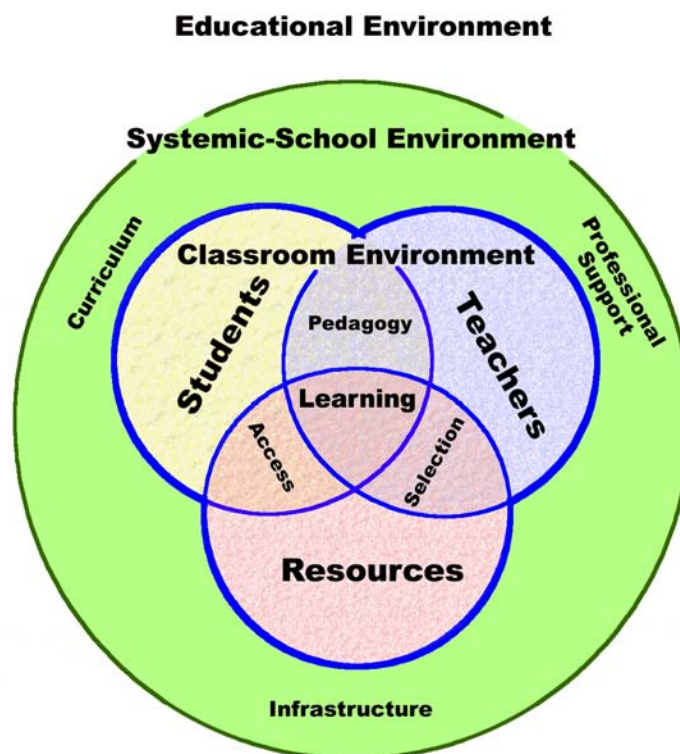 Educational Environment
Systemic-School Environment
Curriculum
Professional
Support
Classroom Environment
Students
Pedagogy
Teachers
Learning
Access
Selection
Resources
Infrastructure